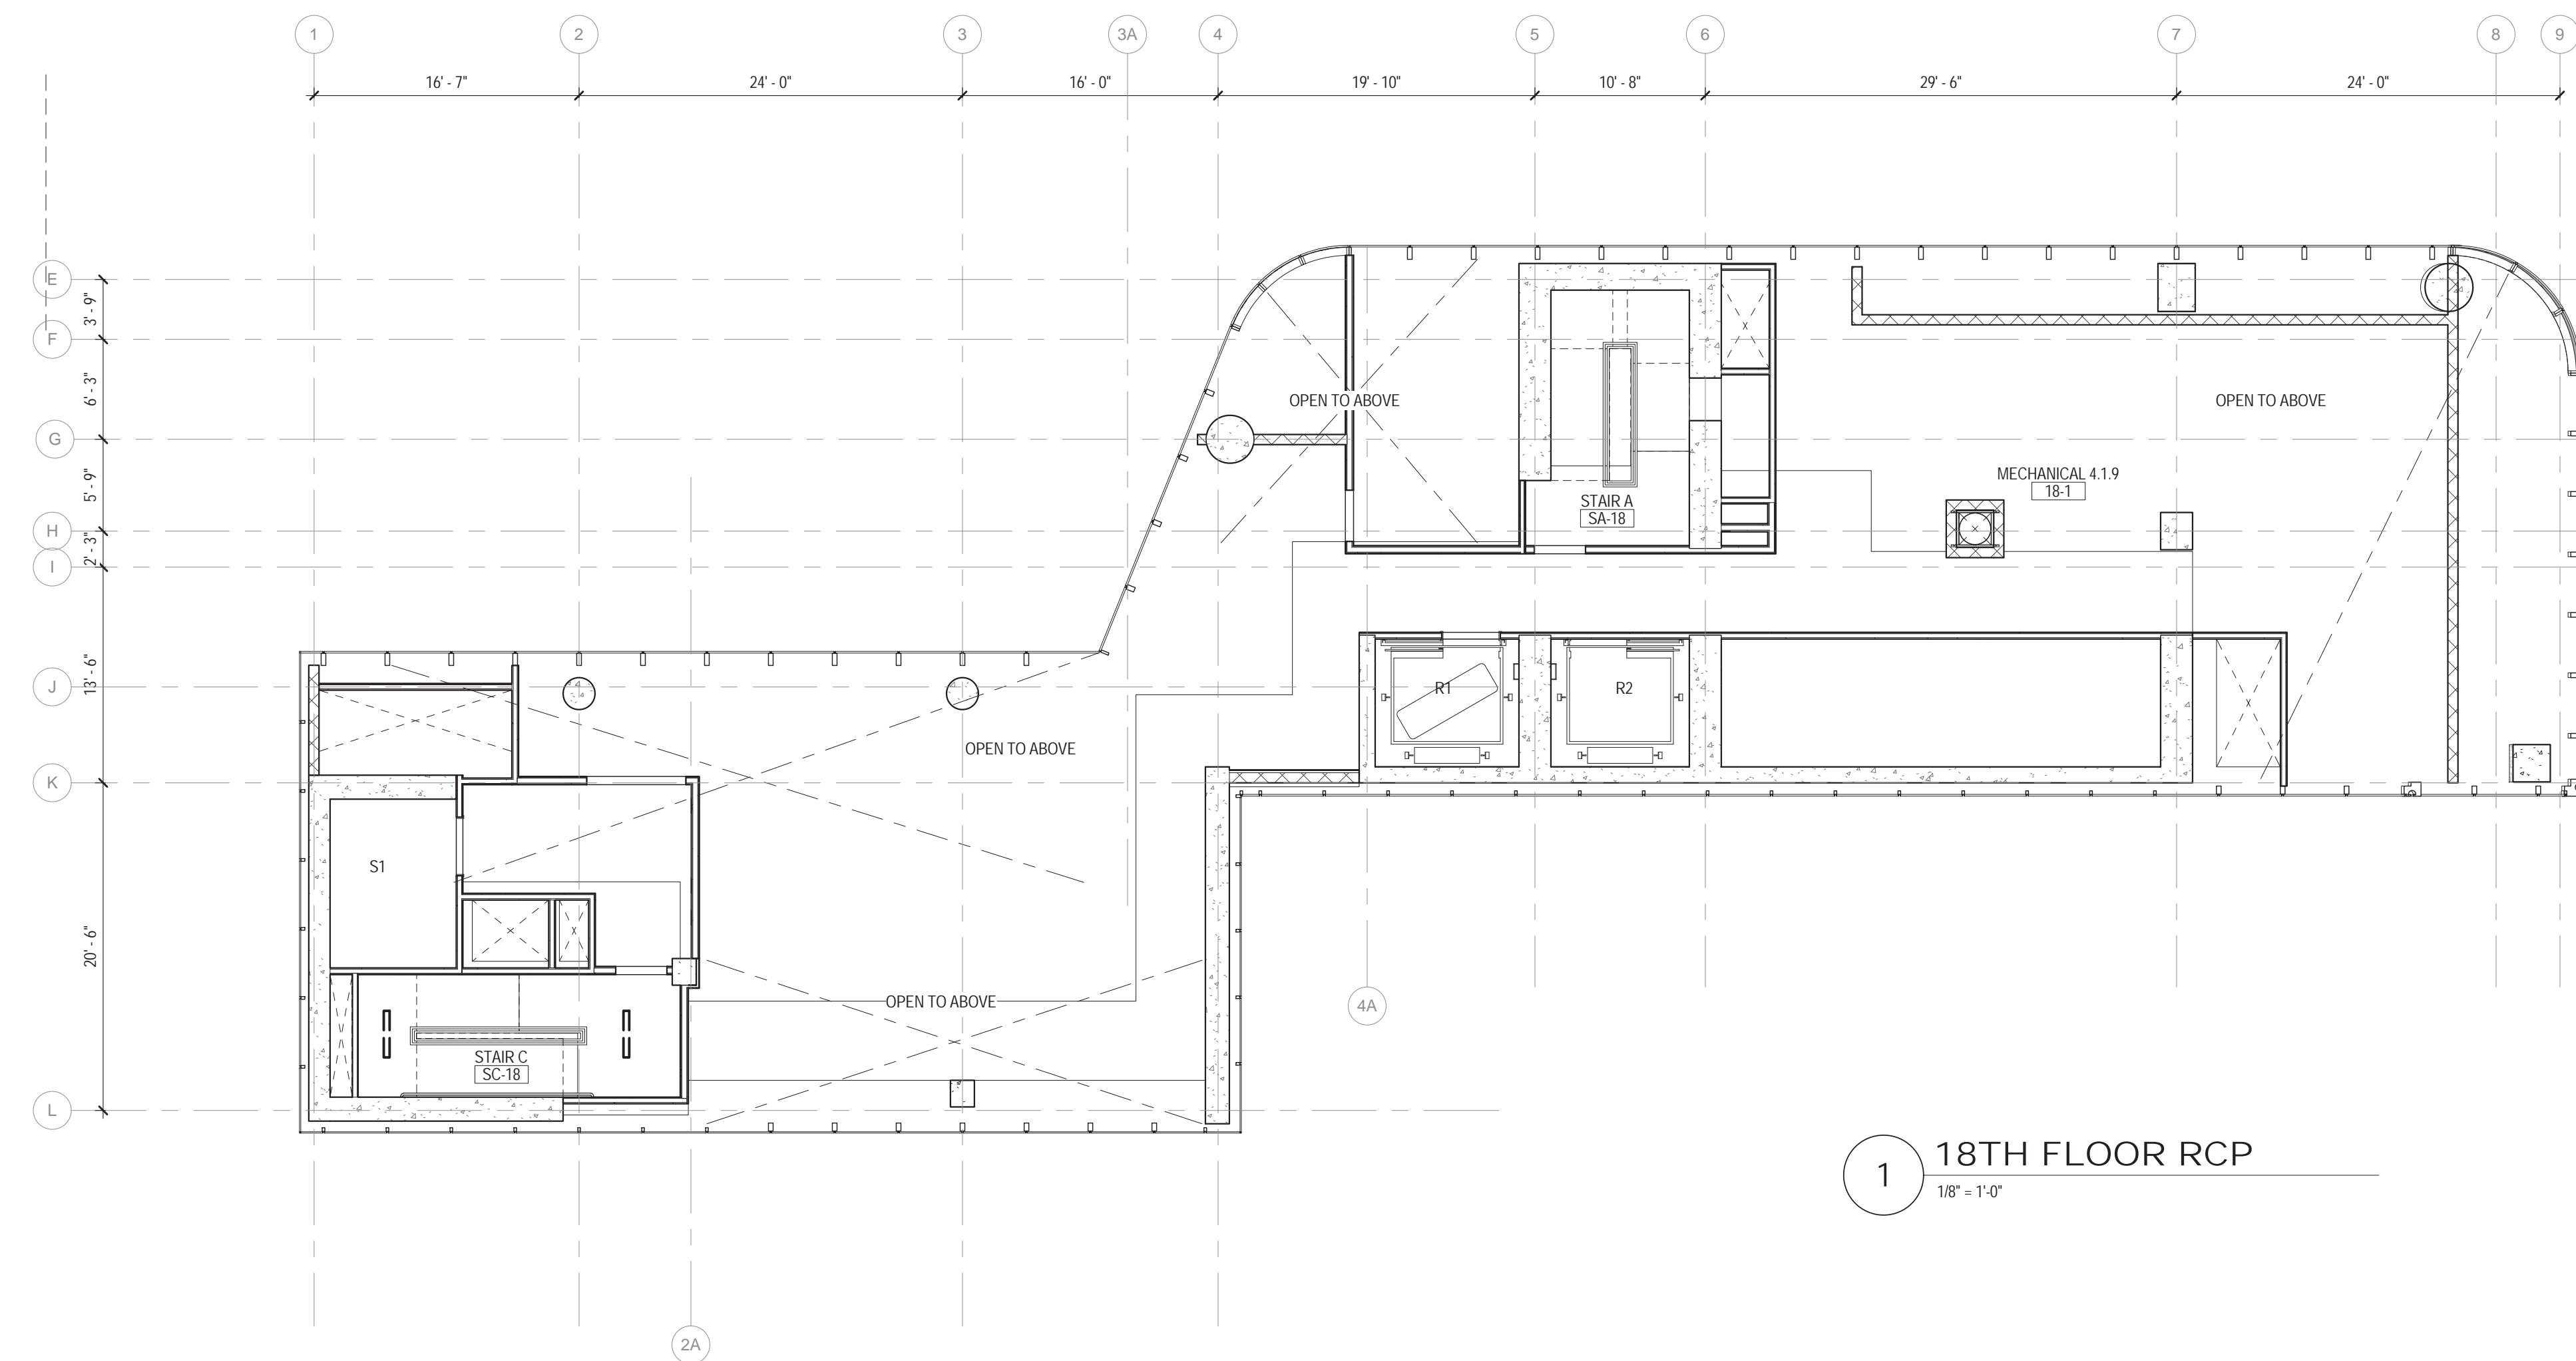 1
2
3
3A
4
5
6
7
8
9
16' - 7"
24' - 0"
16' - 0"
19' - 10"
10' - 8"
29' - 6"
24' - 0"
E
3' - 9"
F
6' - 3"
G
5' - 9"
H
2' - 3"
I
13' - 6"
J
K
20' - 6"
L
OPEN TO ABOVE
OPEN TO ABOVE
MECHANICAL 4.1.9
18-1
STAIR A
SA-18
R1
R2
OPEN TO ABOVE
S1
OPEN TO ABOVE
4A
STAIR C
SC-18
1
18TH FLOOR RCP
1/8" = 1'-0"
2A